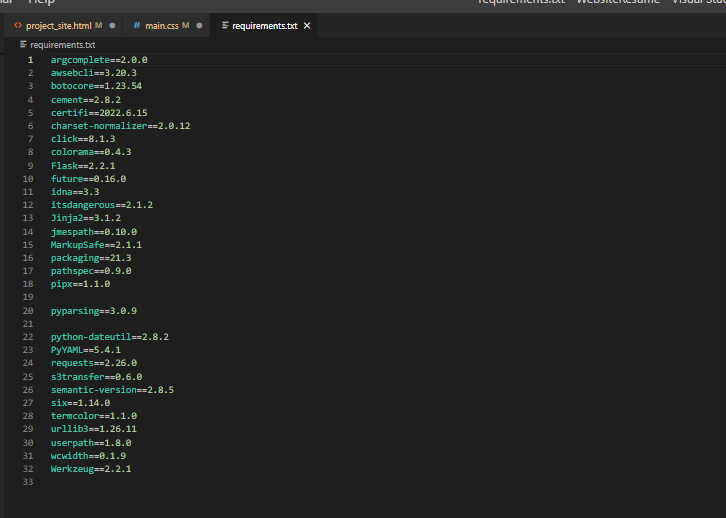 Help
requirements.txt - WebsiteResume - Visual Stu
project_site.html M
# main.css M
requirements.txt
requirements.txt
1 argcomplete==2.0.0
2 awsebcli==3.20.3
3 botocore==1.23.54
4 cement==2.8.2
5 certifi==2022.6.15
6 charset-normalizer==2.0.12
7 click==8.1.3
8 colorama==0.4.3
9 Flask==2.2.1
10 future==0.16.0
11 idna==3.3
12 itsdangerous==2.1.2
13 Jinja2==3.1.2
14 jmespath==0.10.0
15 MarkupSafe==2.1.1
16 packaging==21.3
17 pathspec==0.9.0
18 pipx==1.1.0
19
20 pyparsing==3.0.9
21
22 python-dateutil==2.8.2
23 PyYAML==5.4.1
24 requests==2.26.0
25 s3transfer==0.6.0
26 semantic-version==2.8.5
27 six==1.14.0
28 termcolor==1.1.0
29 urllib3==1.26.11
30 userpath==1.8.0
31 wcwidth==0.1.9
32 Werkzeug==2.2.1
33